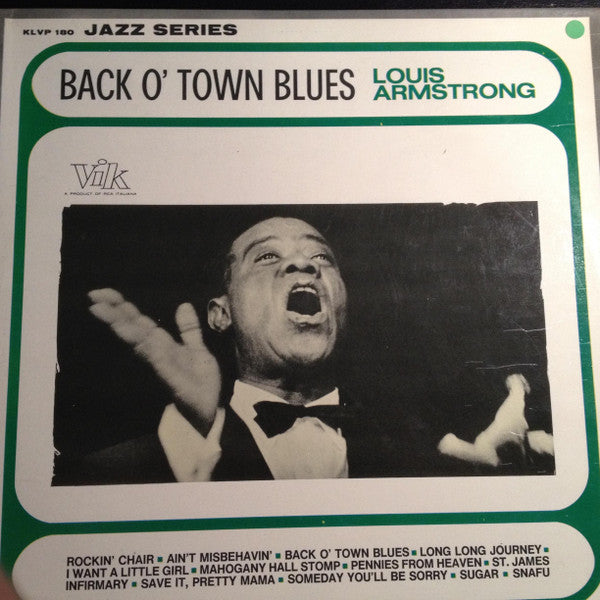 KLVP 180 JAZZ SERIES
BACK O' TOWN BLUES LOUIS ARMSTRONG
Vik
A PRODUCT OF RCA ITALIANA
ROCKIN' CHAIR ▪ AIN'T MISBEHAVIN' ▪ BACK O' TOWN BLUES ▪ LONG LONG JOURNEY ▪
I WANT A LITTLE GIRL ▪ MAHOGANY HALL STOMP ▪ PENNIES FROM HEAVEN ▪ ST. JAMES
INFIRMARY ▪ SAVE IT, PRETTY MAMA ▪ SOMEDAY YOU'LL BE SORRY ▪ SUGAR ▪ SNAFU